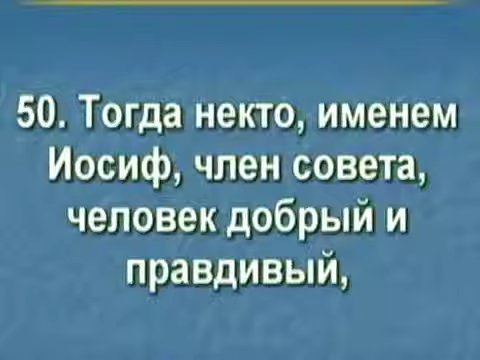 50. Тогда некто, именем
Иосиф, член совета,
человек добрый и
правдивый,